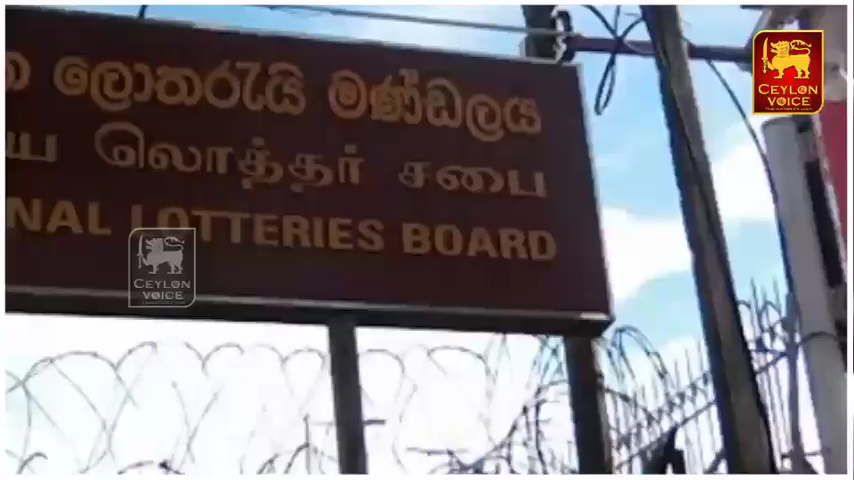 ලොතරැයි මණ්ඩලය
லொத்தர் சபை
NAL LOTTERIES BOARD
CEYLON
VOICE
CEYLON
VOICE